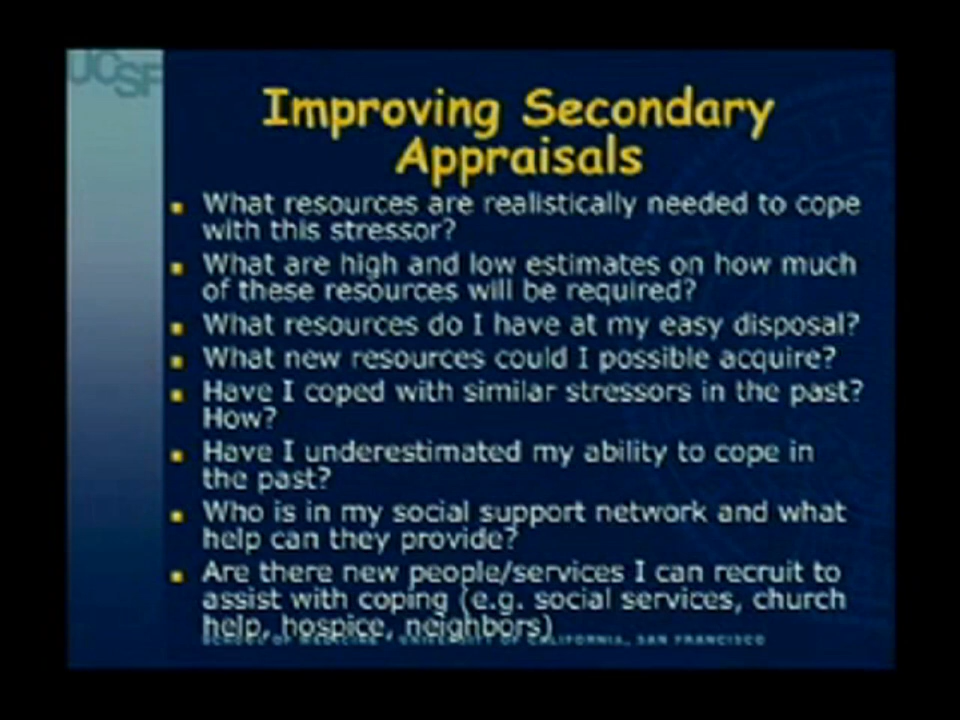 UCSF
Improving Secondary
Appraisals
What resources are realistically needed to cope
with this stressor?
What are high and low estimates on how much
of these resources will be required?
What resources do I have at my easy disposal?
What new resources could I possible acquire?
Have I coped with similar stressors in the past?
How?
Have I underestimated my ability to cope in
the past?
Who is in my social support network and what
help can they provide?
Are there new people/services I can recruit to
assist with coping (e.g. social services, church
help, hospice, neighbors)
SCHOOL OF MEDICINE · UNIVERSITY OF CALIFORNIA, SAN FRANCISCO